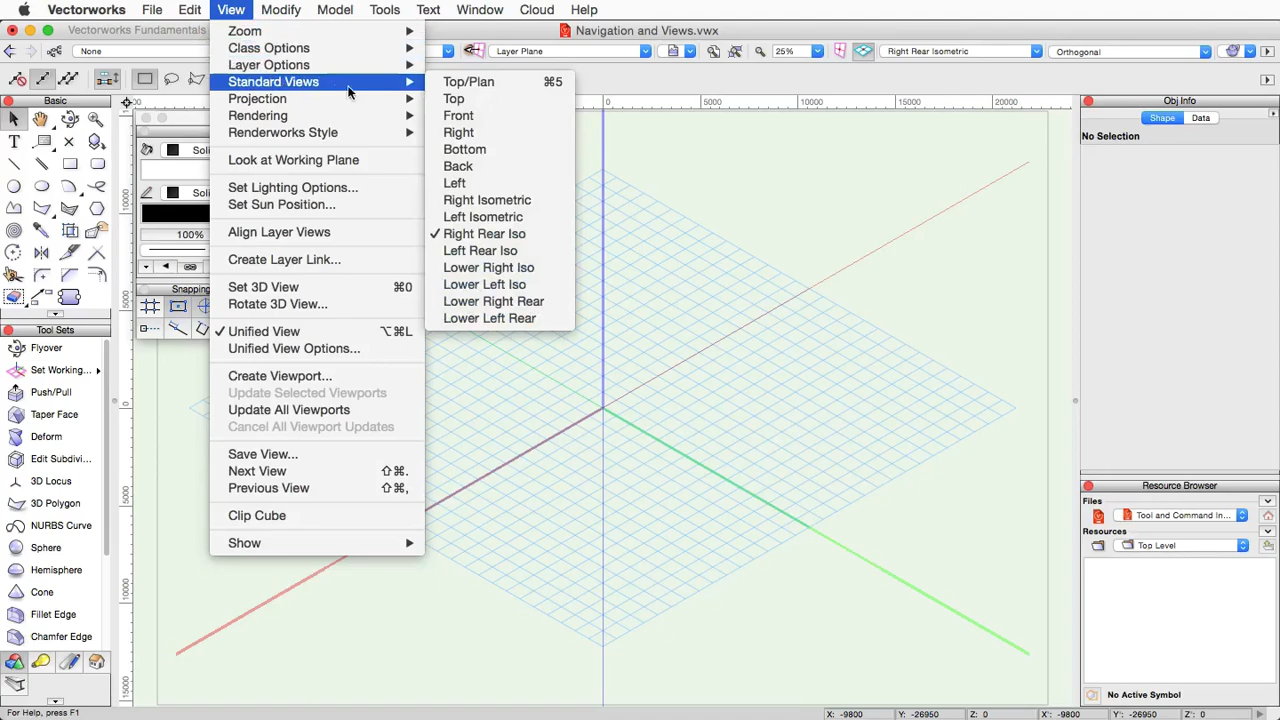 Vectorworks File Edit View Modify Model Tools Text Window Cloud Help
Vectorworks Fundamentals
Navigation and Views.vwx
None
Layer Plane
25%
Right Rear Isometric
Orthogonal
Zoom
Class Options
Layer Options
Standard Views
Projection
Rendering
Renderworks Style
Look at Working Plane
Set Lighting Options...
Set Sun Position...
Align Layer Views
Create Layer Link...
Set 3D View ⌘0
Rotate 3D View...
✓ Unified View ⌥⌘L
Unified View Options...
Create Viewport...
Update Selected Viewports
Update All Viewports
Cancel All Viewport Updates
Save View...
Next View ⇧⌘.
Previous View ⇧⌘,
Clip Cube
Show
Top/Plan ⌘5
Top
Front
Right
Bottom
Back
Left
Right Isometric
Left Isometric
✓ Right Rear Iso
Left Rear Iso
Lower Right Iso
Lower Left Iso
Lower Right Rear
Lower Left Rear
0 5000 10000 15000 20000
10000
5000
0
5000
10000
15000
Basic
Soli
Soli
100%
Snapping
Tool Sets
Flyover
Set Working...
Push/Pull
Taper Face
Deform
Edit Subdivi...
3D Locus
3D Polygon
NURBS Curve
Sphere
Hemisphere
Cone
Fillet Edge
Chamfer Edge
Obj Info
Shape Data
No Selection
Resource Browser
Files
Tool and Command In...
Resources
Top Level
No Active Symbol
For Help, press F1
X: -9800 Y: -26950 Z: 0 X': -9800 Y': -26950 Z': 0